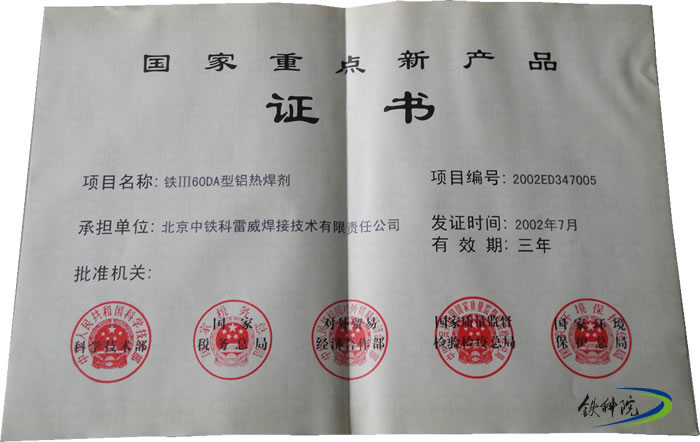 国家重点新产品
证书
项目名称: 铁III60DA型铝热焊剂
项目编号: 2002ED347005
承担单位: 北京中铁科雷威焊接技术有限责任公司
发证时间: 2002年7月
有效期: 三年
批准机关:
科学技术部
国家
税务总局
对外贸易
经济合作部
国家质量监督
检验检疫总局
国家环境
保护总局
铁科院